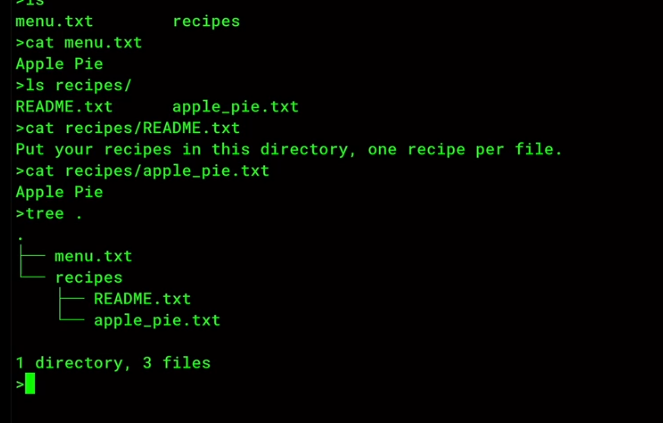 >ls
menu.txt recipes
>cat menu.txt
Apple Pie
>ls recipes/
README.txt apple_pie.txt
>cat recipes/README.txt
Put your recipes in this directory, one recipe per file.
>cat recipes/apple_pie.txt
Apple Pie
>tree .
.
├── menu.txt
└── recipes
    ├── README.txt
    └── apple_pie.txt
1 directory, 3 files
>